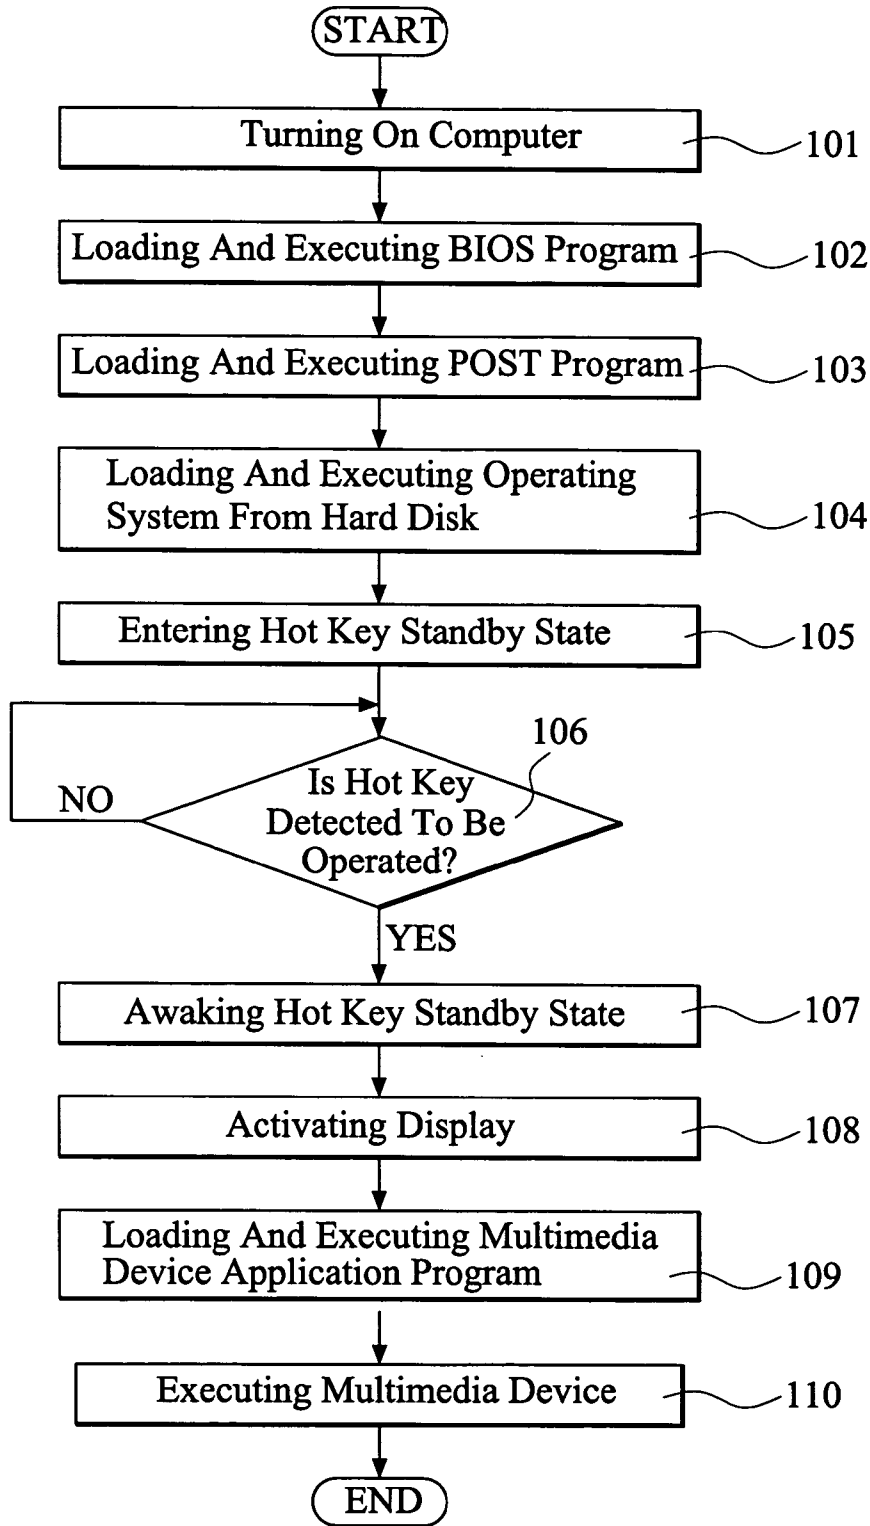 START
Turning On Computer
101
Loading And Executing BIOS Program
102
Loading And Executing POST Program
103
Loading And Executing Operating
System From Hard Disk
104
Entering Hot Key Standby State
105
106
Is Hot Key
Detected To Be
Operated?
NO
YES
Awaking Hot Key Standby State
107
Activating Display
108
Loading And Executing Multimedia
Device Application Program
109
Executing Multimedia Device
110
END